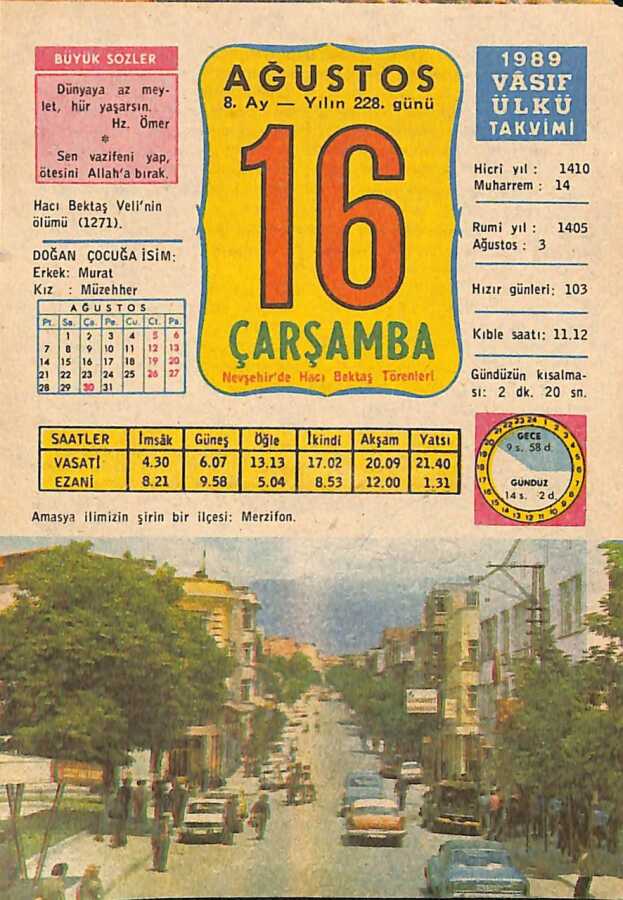 BÜYÜK SÖZLER
Dünyaya az mey-
let, hür yaşarsın.
Hz. Ömer
*
Sen vazifeni yap,
ötesini Allah'a bırak.
Hacı Bektaş Veli'nin
ölümü (1271).
DOĞAN ÇOCUĞA İSİM:
Erkek: Murat
Kız : Müzehher
AĞUSTOS
Pt. Sa. Ça. Pe. Cu. Ct. Pa.
1 2 3 4 5 6
7 8 9 10 11 12 13
14 15 16 17 18 19 20
21 22 23 24 25 26 27
28 29 30 31
AĞUSTOS
8. Ay — Yılın 228. günü
16
ÇARŞAMBA
Nevşehir'de Hacı Bektaş Törenleri
1989
VÂSIF
ÜLKÜ
TAKVİMİ
Hicrî yıl : 1410
Muharrem : 14
Rumi yıl : 1405
Ağustos : 3
Hızır günleri: 103
Kıble saati: 11.12
Gündüzün kısalma-
sı: 2 dk. 20 sn.
SAATLER İmsâk Güneş Öğle İkindi Akşam Yatsı
VASATİ 4.30 6.07 13.13 17.02 20.09 21.40
EZANİ 8.21 9.58 5.04 8.53 12.00 1.31
GECE
9 s. 58 d.
GÜNDÜZ
14 s. 2 d.
Amasya ilimizin şirin bir ilçesi: Merzifon.